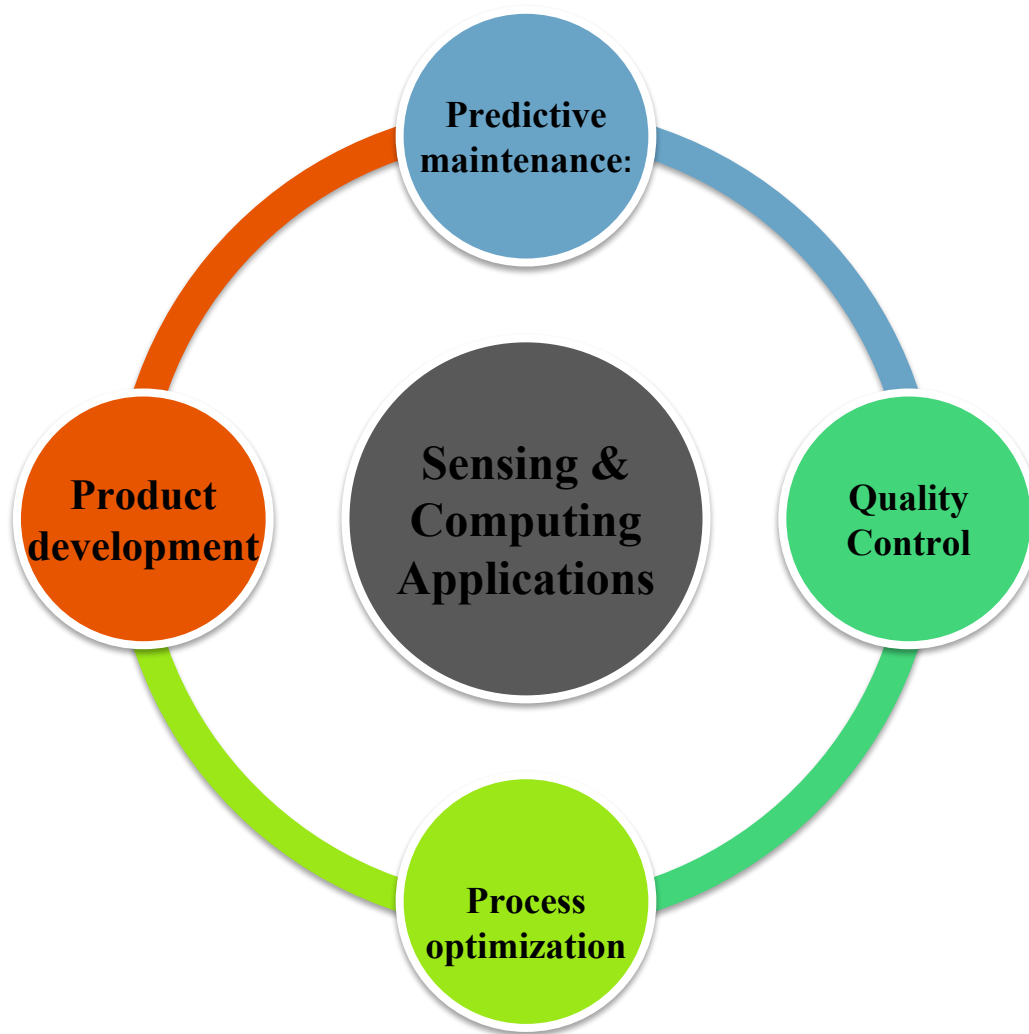 Predictive
maintenance:
Product
development
Sensing &
Computing
Applications
Quality
Control
Process
optimization